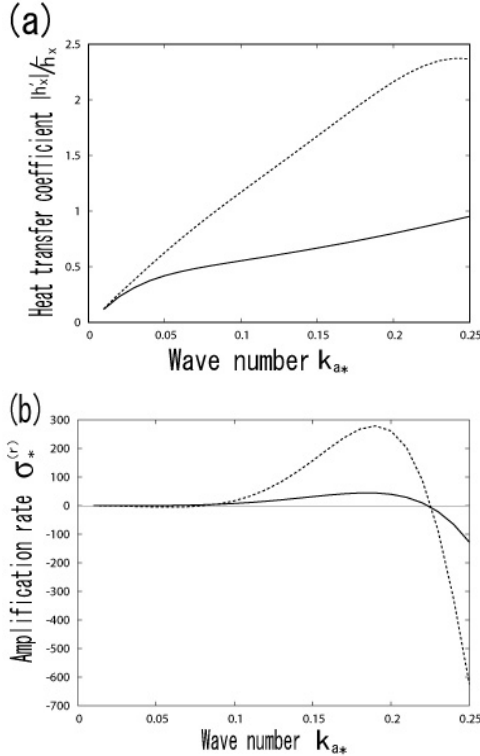 (a)
Heat transfer coefficient |h'x|/h̄x
2.5
2
1.5
1
0.5
0
0 0.05 0.1 0.15 0.2 0.25
Wave number ka*
(b)
Amplification rate σ*(r)
300
200
100
0
-100
-200
-300
-400
-500
-600
-700
0 0.05 0.1 0.15 0.2 0.25
Wave number ka*